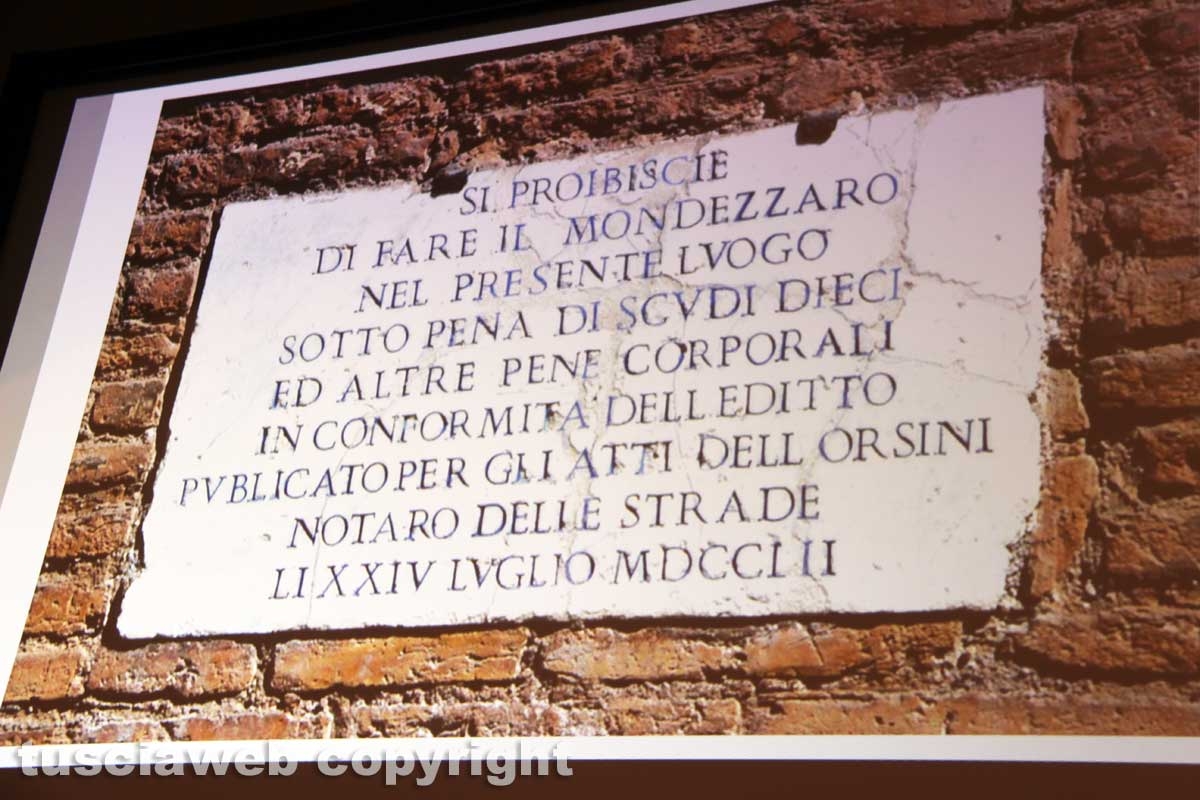 SI PROIBISCIE
DI FARE IL MONDEZZARO
NEL PRESENTE LVOGO
SOTTO PENA DI SCVDI DIECI
ED ALTRE PENE CORPORALI
IN CONFORMITA DELL EDITTO
PVBLICATO PER GLI ATTI DELL ORSINI
NOTARO DELLE STRADE
LI XXIV LVGLIO MDCCLII
tusciaweb copyright